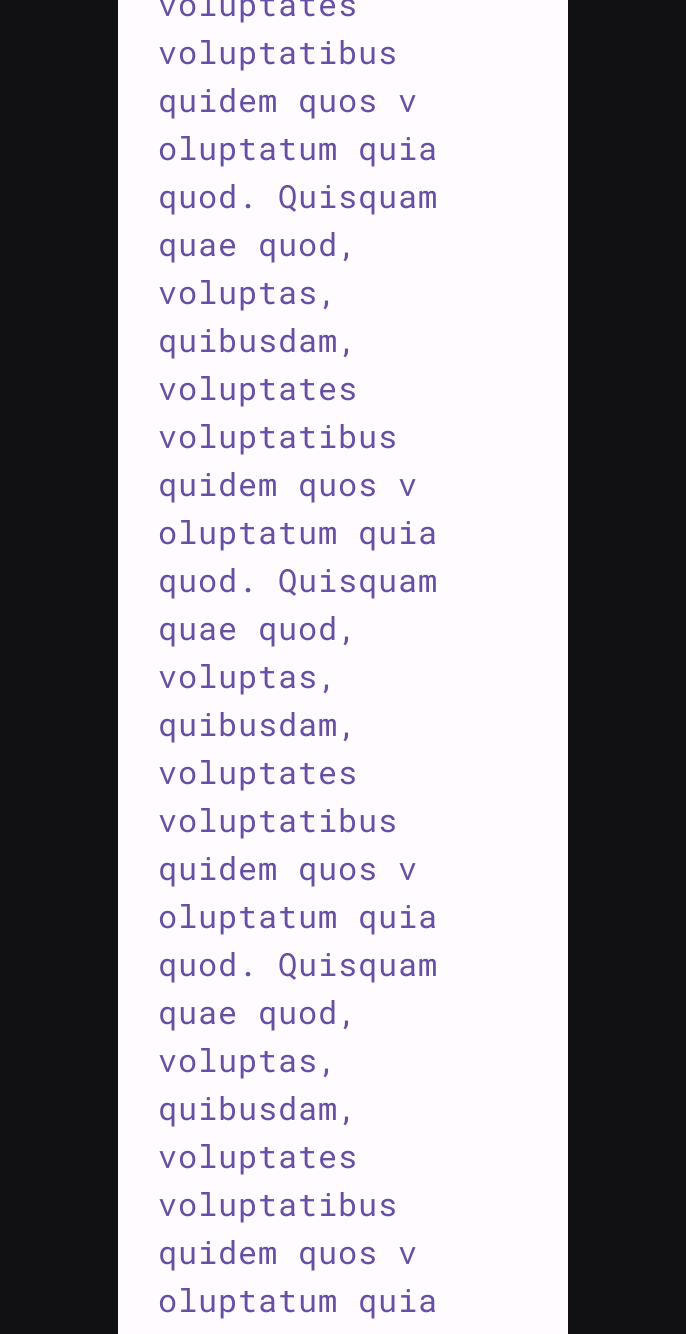 voluptates
voluptatibus
quidem quos v
oluptatum quia
quod. Quisquam
quae quod,
voluptas,
quibusdam,
voluptates
voluptatibus
quidem quos v
oluptatum quia
quod. Quisquam
quae quod,
voluptas,
quibusdam,
voluptates
voluptatibus
quidem quos v
oluptatum quia
quod. Quisquam
quae quod,
voluptas,
quibusdam,
voluptates
voluptatibus
quidem quos v
oluptatum quia